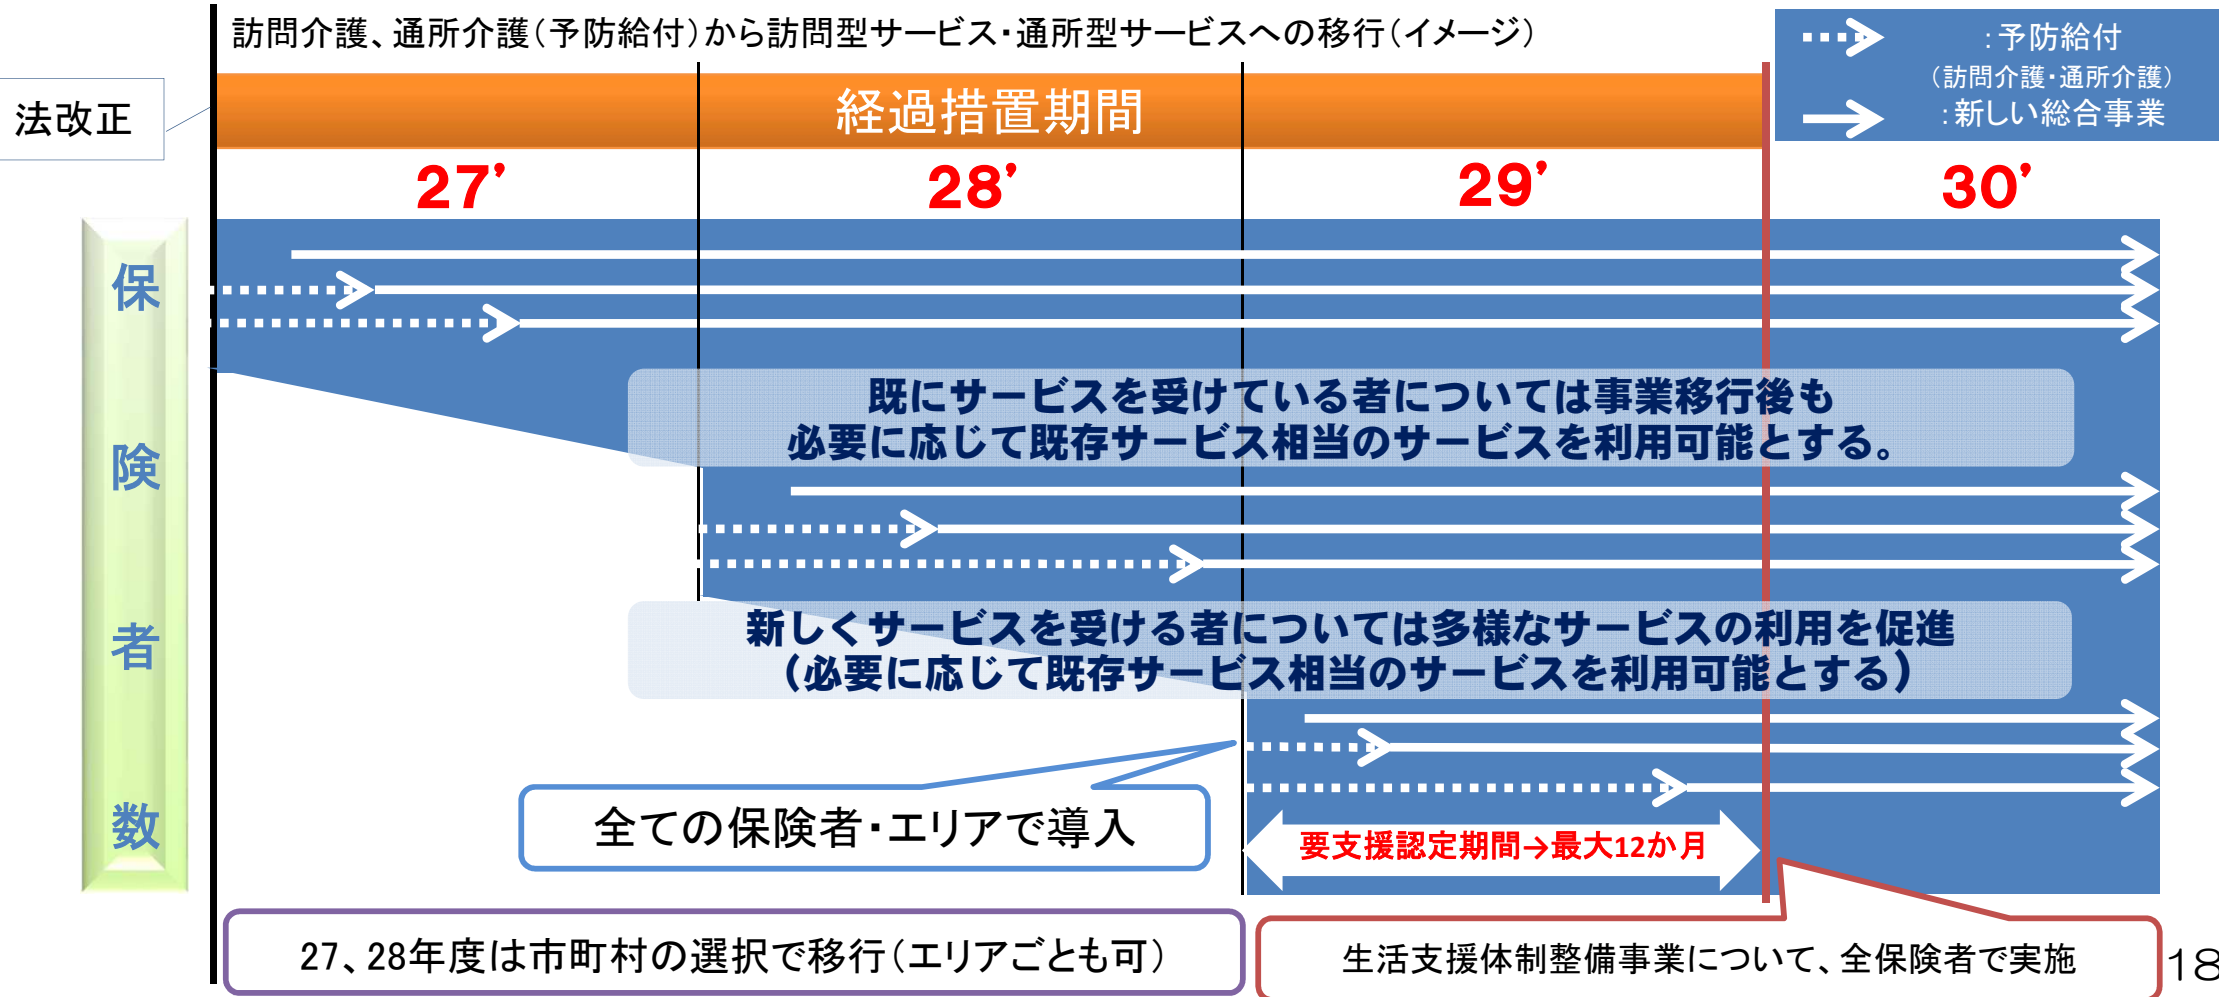 訪問介護、通所介護(予防給付)から訪問型サービス・通所型サービスへの移行(イメージ)
:予防給付
(訪問介護・通所介護)
:新しい総合事業
法改正
経過措置期間
27’
28’
29’
30’
保険者数
既にサービスを受けている者については事業移行後も
必要に応じて既存サービス相当のサービスを利用可能とする。
新しくサービスを受ける者については多様なサービスの利用を促進
(必要に応じて既存サービス相当のサービスを利用可能とする)
全ての保険者・エリアで導入
要支援認定期間→最大12か月
27、28年度は市町村の選択で移行(エリアごとも可)
生活支援体制整備事業について、全保険者で実施
18